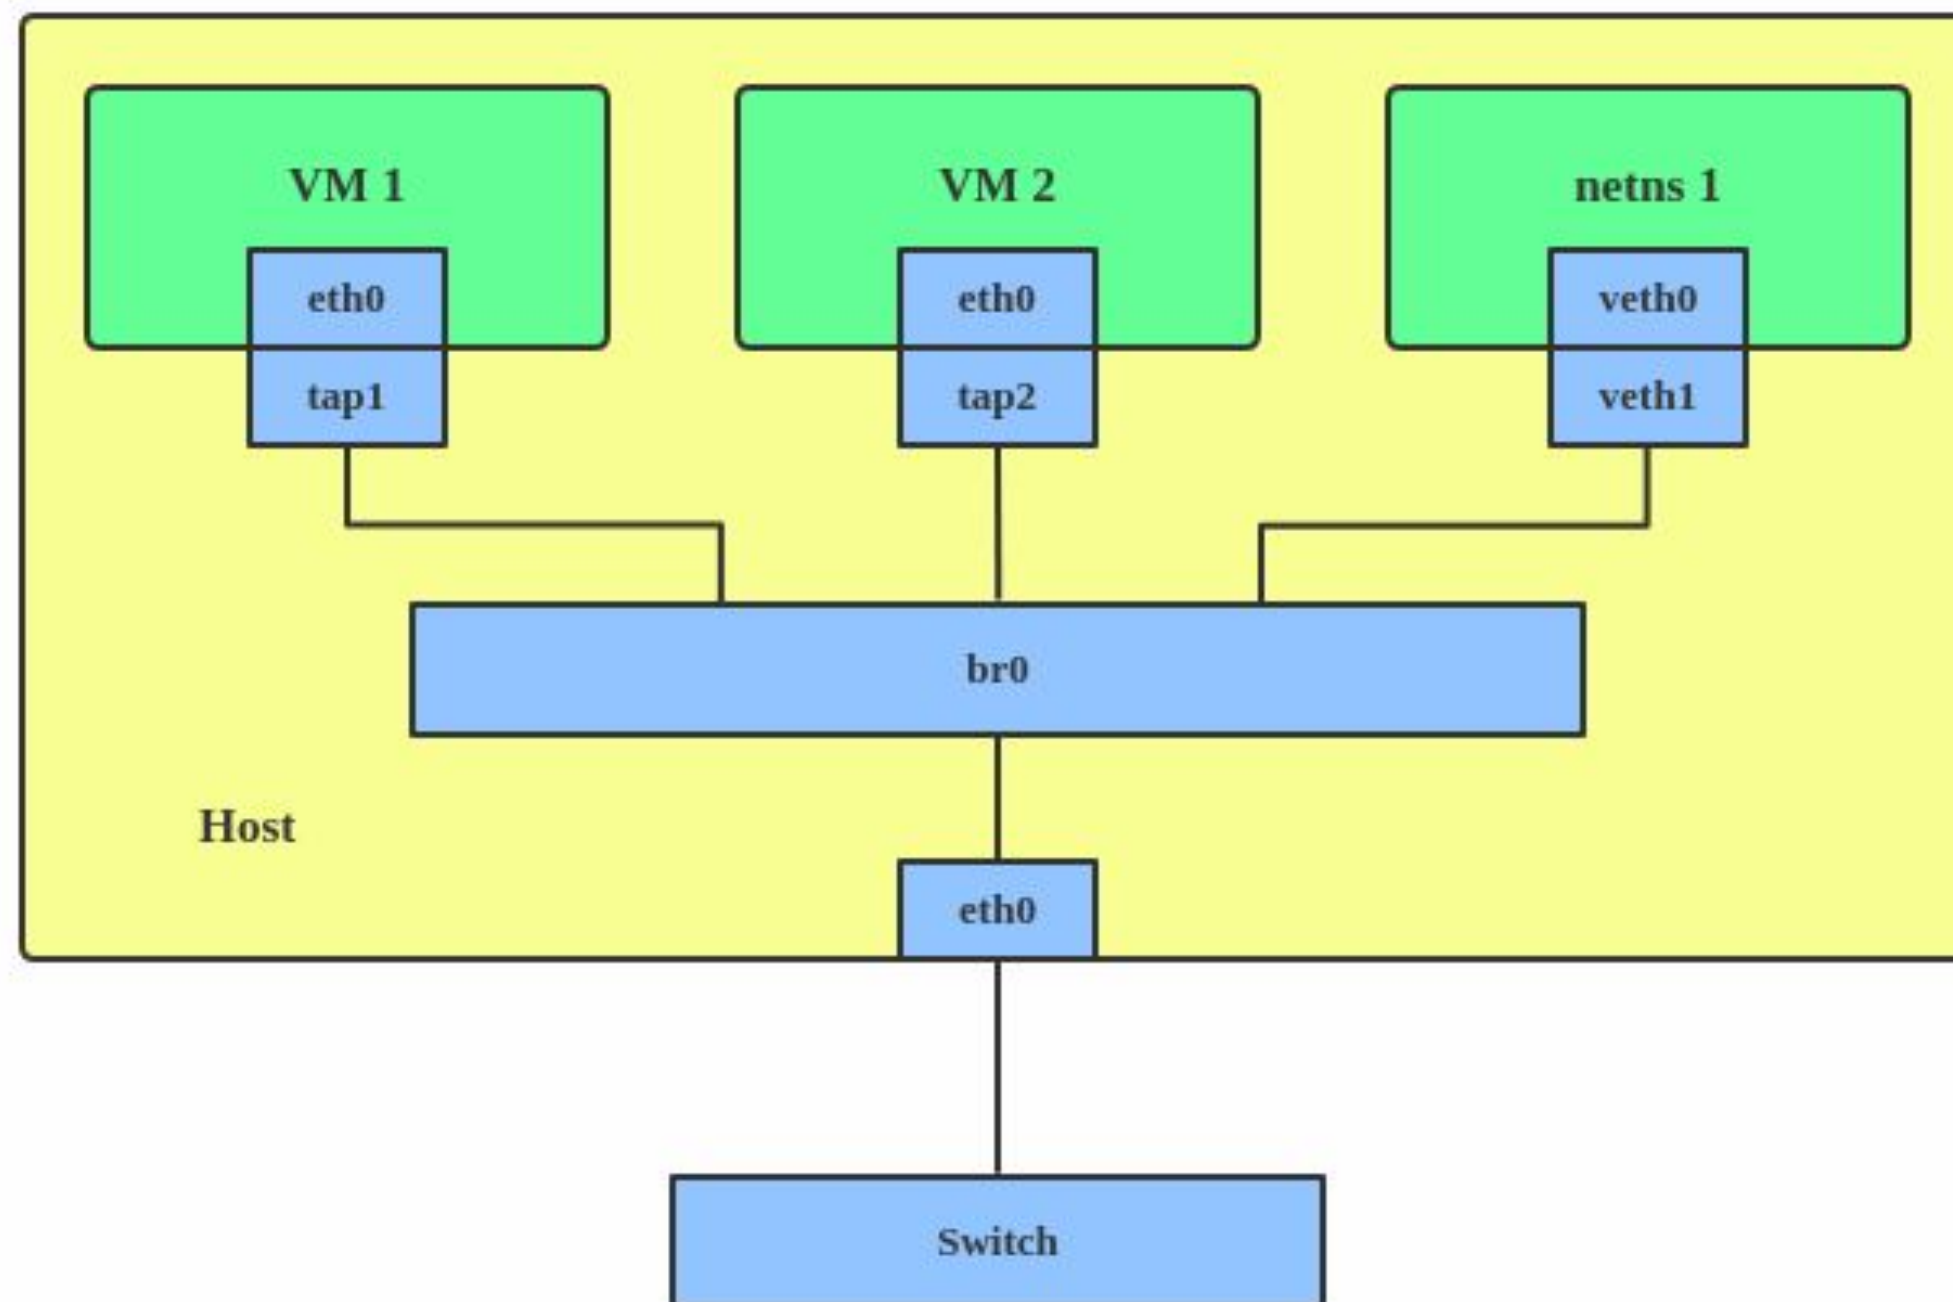 VM 1
VM 2
netns 1
eth0
eth0
veth0
tap1
tap2
veth1
br0
Host
eth0
Switch